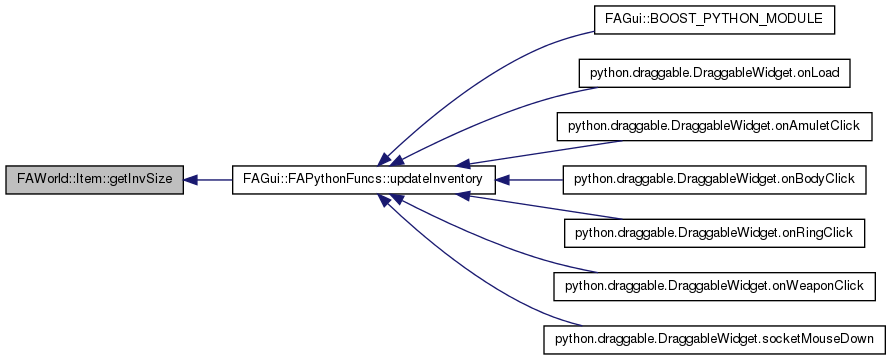 FAWorld::Item::getInvSize
FAGui::FAPythonFuncs::updateInventory
FAGui::BOOST_PYTHON_MODULE
python.draggable.DraggableWidget.onLoad
python.draggable.DraggableWidget.onAmuletClick
python.draggable.DraggableWidget.onBodyClick
python.draggable.DraggableWidget.onRingClick
python.draggable.DraggableWidget.onWeaponClick
python.draggable.DraggableWidget.socketMouseDown